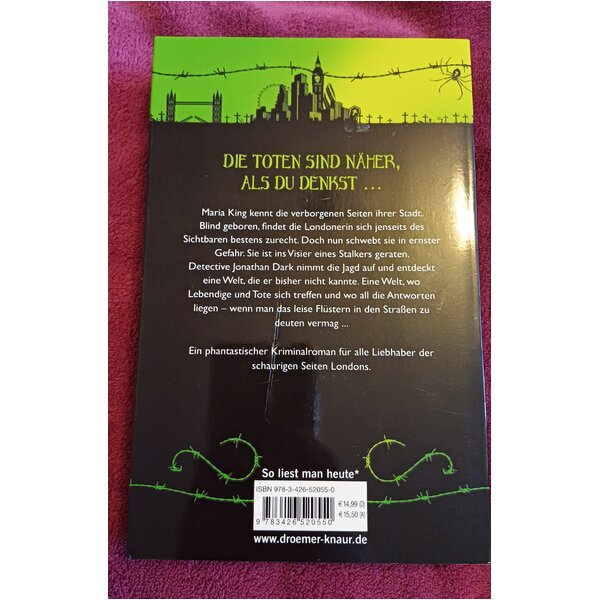 DIE TOTEN SIND NÄHER,
ALS DU DENKST ...
Maria King kennt die verborgenen Seiten ihrer Stadt.
Blind geboren, findet die Londonerin sich jenseits des
Sichtbaren bestens zurecht. Doch nun schwebt sie in ernster
Gefahr. Sie ist ins Visier eines Stalkers geraten.
Detective Jonathan Dark nimmt die Jagd auf und entdeckt
eine Welt, die er bisher nicht kannte. Eine Welt, wo
Lebendige und Tote sich treffen und wo all die Antworten
liegen – wenn man das leise Flüstern in den Straßen zu
deuten vermag ...
Ein phantastischer Kriminalroman für alle Liebhaber der
schaurigen Seiten Londons.
So liest man heute*
ISBN 978-3-426-52055-0
€ 14,99 (D)
€ 15,50 (A)
9 783426 520550
www.droemer-knaur.de